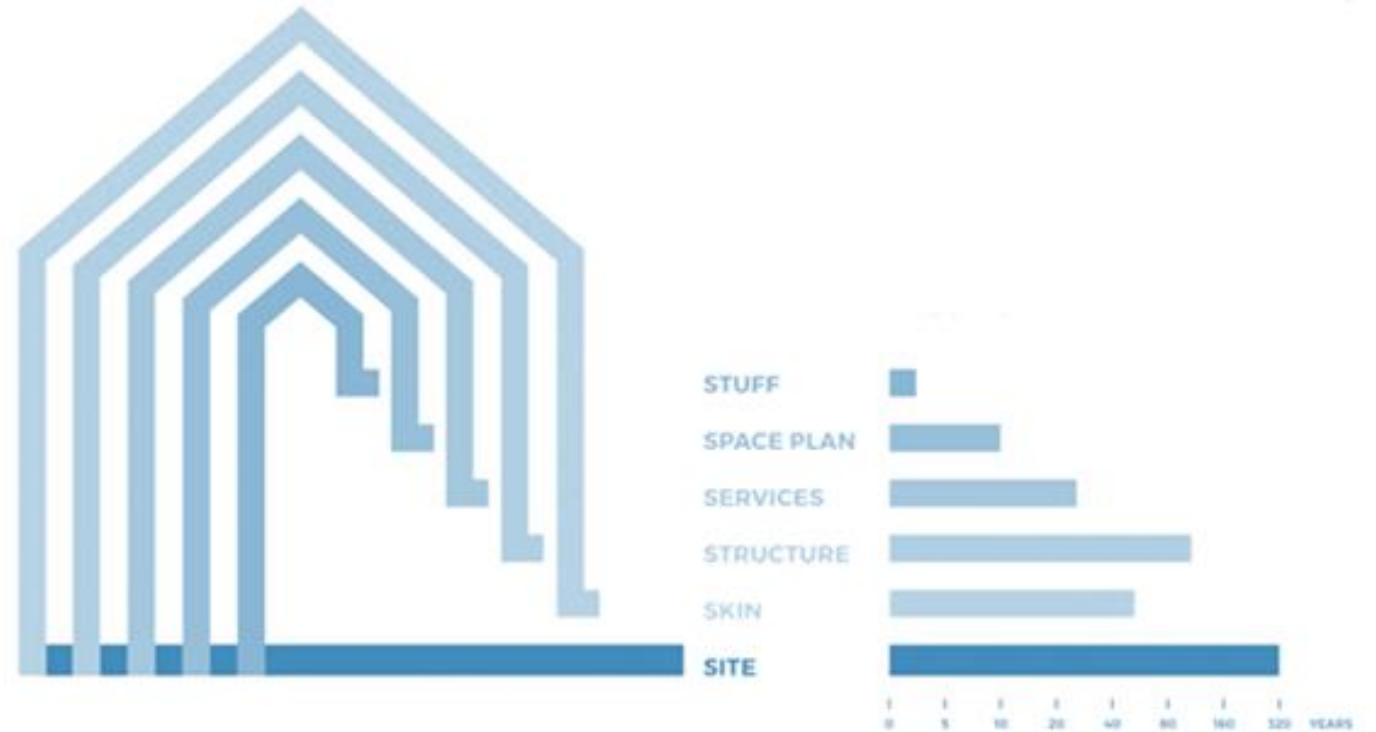 STUFF
SPACE PLAN
SERVICES
STRUCTURE
SKIN
SITE
0 5 10 20 40 80 160 320 YEARS